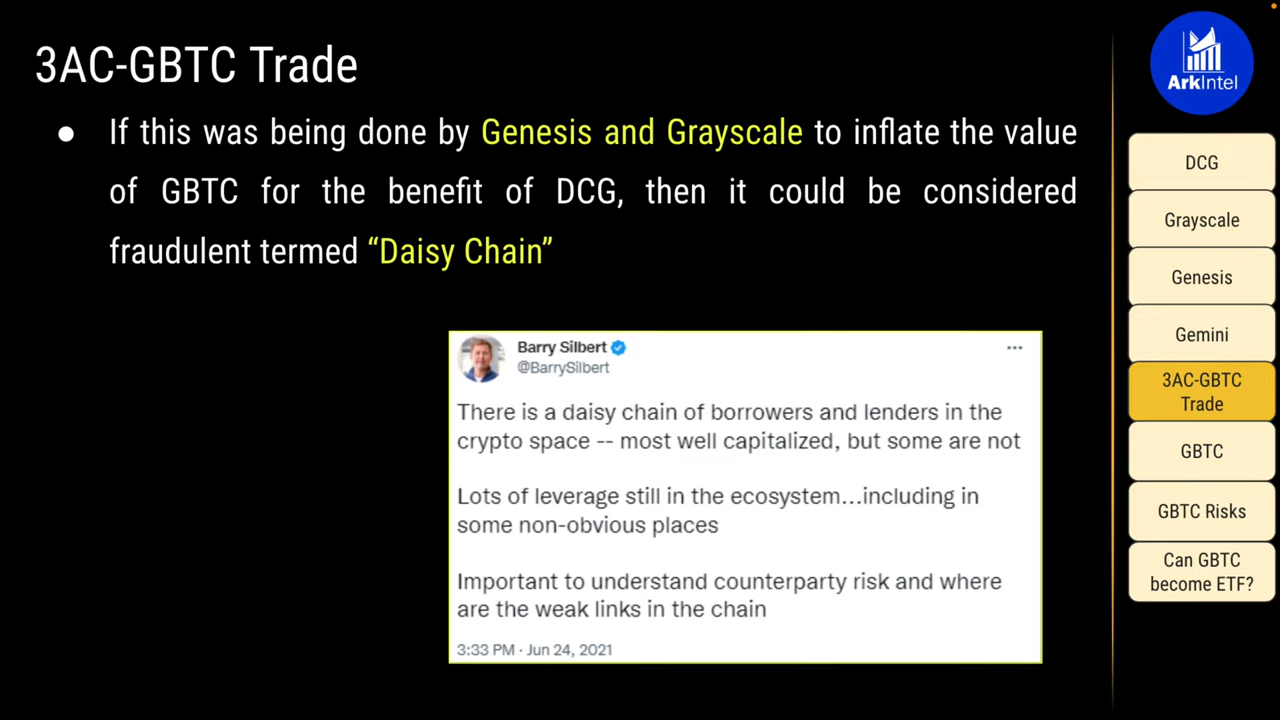 3AC-GBTC Trade
● If this was being done by Genesis and Grayscale to inflate the value
of GBTC for the benefit of DCG, then it could be considered
fraudulent termed “Daisy Chain”
Barry Silbert
@BarrySilbert
There is a daisy chain of borrowers and lenders in the
crypto space -- most well capitalized, but some are not
Lots of leverage still in the ecosystem...including in
some non-obvious places
Important to understand counterparty risk and where
are the weak links in the chain
3:33 PM · Jun 24, 2021
ArkIntel
DCG
Grayscale
Genesis
Gemini
3AC-GBTC
Trade
GBTC
GBTC Risks
Can GBTC
become ETF?